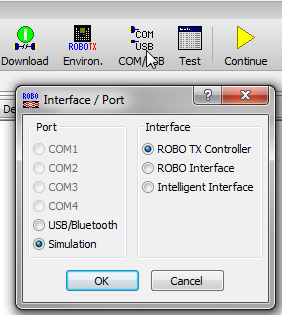 COM
USB
ROBOTX
Download Environ. COM/USB Test Continue
De
ROBO
Interface / Port
?
Port
COM1
COM2
COM3
COM4
USB/Bluetooth
Simulation
Interface
ROBO TX Controller
ROBO Interface
Intelligent Interface
OK Cancel